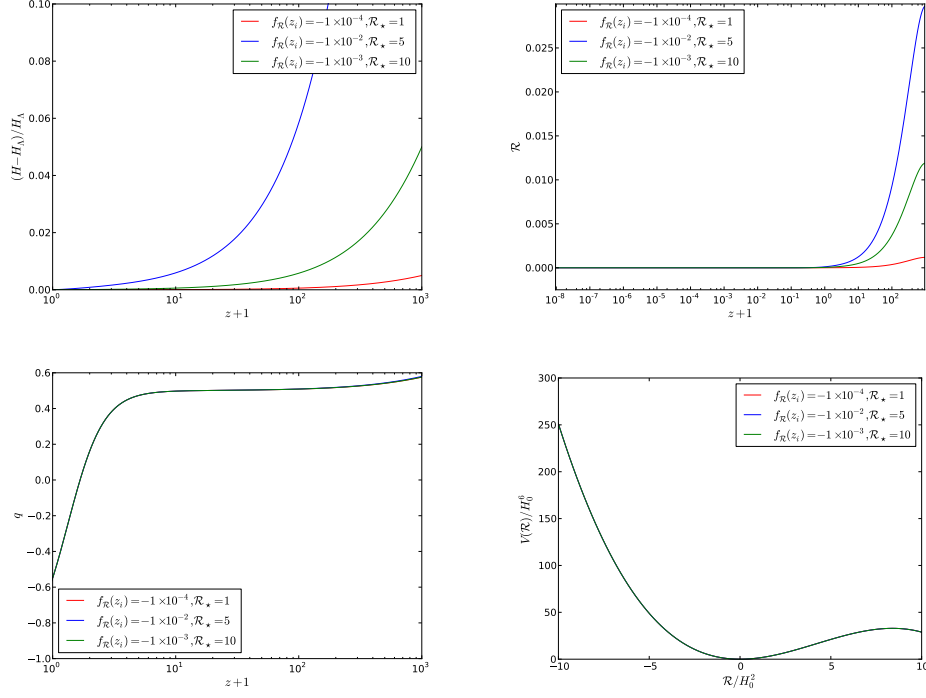 0.10
0.08
0.06
0.04
0.02
0.00
(H−H_Λ)/H_Λ
10^0 10^1 10^2 10^3
z+1
f_ℛ(z_i)=−1×10^−4,ℛ_⋆=1
f_ℛ(z_i)=−1×10^−2,ℛ_⋆=5
f_ℛ(z_i)=−1×10^−3,ℛ_⋆=10
0.025
0.020
0.015
0.010
0.005
0.000
ℛ
10^-8 10^-7 10^-6 10^-5 10^-4 10^-3 10^-2 10^-1 10^0 10^1 10^2
z+1
f_ℛ(z_i)=−1×10^−4,ℛ_⋆=1
f_ℛ(z_i)=−1×10^−2,ℛ_⋆=5
f_ℛ(z_i)=−1×10^−3,ℛ_⋆=10
0.6
0.4
0.2
0.0
−0.2
−0.4
−0.6
−0.8
−1.0
q
10^0 10^1 10^2 10^3
z+1
f_ℛ(z_i)=−1×10^−4,ℛ_⋆=1
f_ℛ(z_i)=−1×10^−2,ℛ_⋆=5
f_ℛ(z_i)=−1×10^−3,ℛ_⋆=10
300
250
200
150
100
50
0
V(ℛ)/H_0^6
−10 −5 0 5 10
ℛ/H_0^2
f_ℛ(z_i)=−1×10^−4,ℛ_⋆=1
f_ℛ(z_i)=−1×10^−2,ℛ_⋆=5
f_ℛ(z_i)=−1×10^−3,ℛ_⋆=10